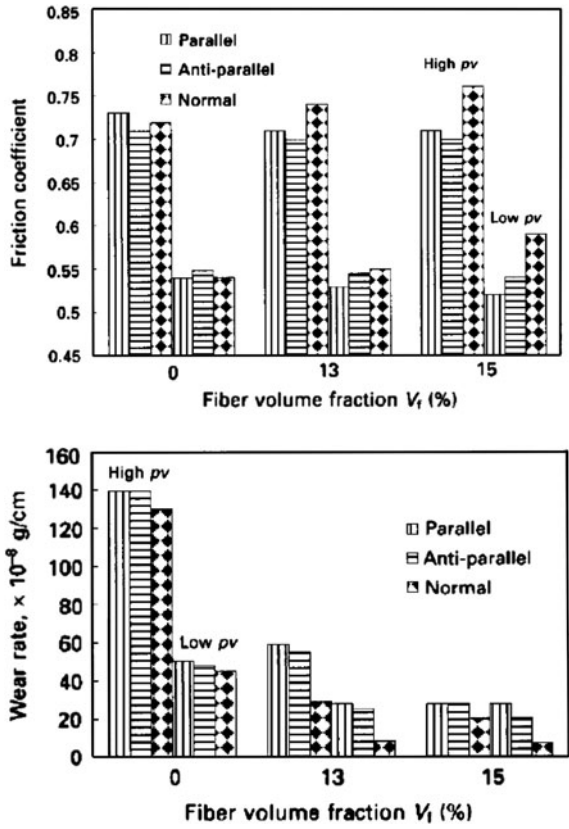 0.85
0.8
0.75
0.7
0.65
0.6
0.55
0.5
0.45
Friction coefficient
Parallel
Anti-parallel
Normal
High pv
Low pv
0 13 15
Fiber volume fraction Vf (%)
160
140
120
100
80
60
40
20
0
Wear rate, × 10⁻⁸ g/cm
High pv
Low pv
Parallel
Anti-parallel
Normal
0 13 15
Fiber volume fraction Vf (%)